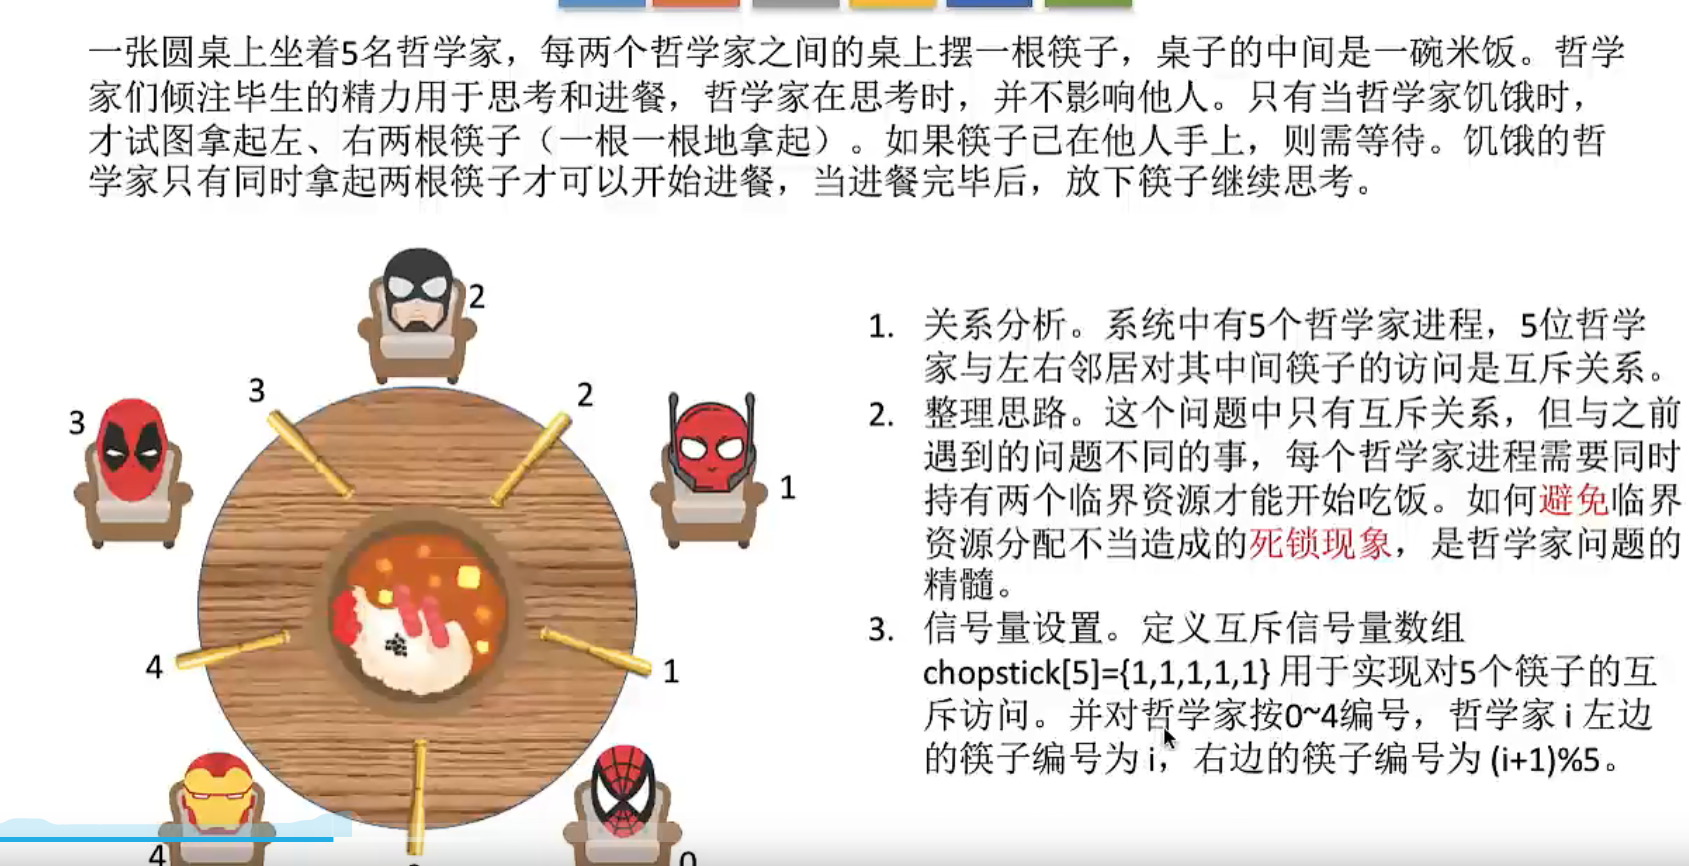 一张圆桌上坐着5名哲学家，每两个哲学家之间的桌上摆一根筷子，桌子的中间是一碗米饭。哲学
家们倾注毕生的精力用于思考和进餐，哲学家在思考时，并不影响他人。只有当哲学家饥饿时，
才试图拿起左、右两根筷子（一根一根地拿起）。如果筷子已在他人手上，则需等待。饥饿的哲
学家只有同时拿起两根筷子才可以开始进餐，当进餐完毕后，放下筷子继续思考。
2
3
2
3
1
4
1
4
0
1. 关系分析。系统中有5个哲学家进程，5位哲学
家与左右邻居对其中间筷子的访问是互斥关系。
2. 整理思路。这个问题中只有互斥关系，但与之前
遇到的问题不同的事，每个哲学家进程需要同时
持有两个临界资源才能开始吃饭。如何避免临界
资源分配不当造成的死锁现象，是哲学家问题的
精髓。
3. 信号量设置。定义互斥信号量数组
chopstick[5]={1,1,1,1,1} 用于实现对5个筷子的互
斥访问。并对哲学家按0~4编号，哲学家 i 左边
的筷子编号为 i，右边的筷子编号为 (i+1)%5。